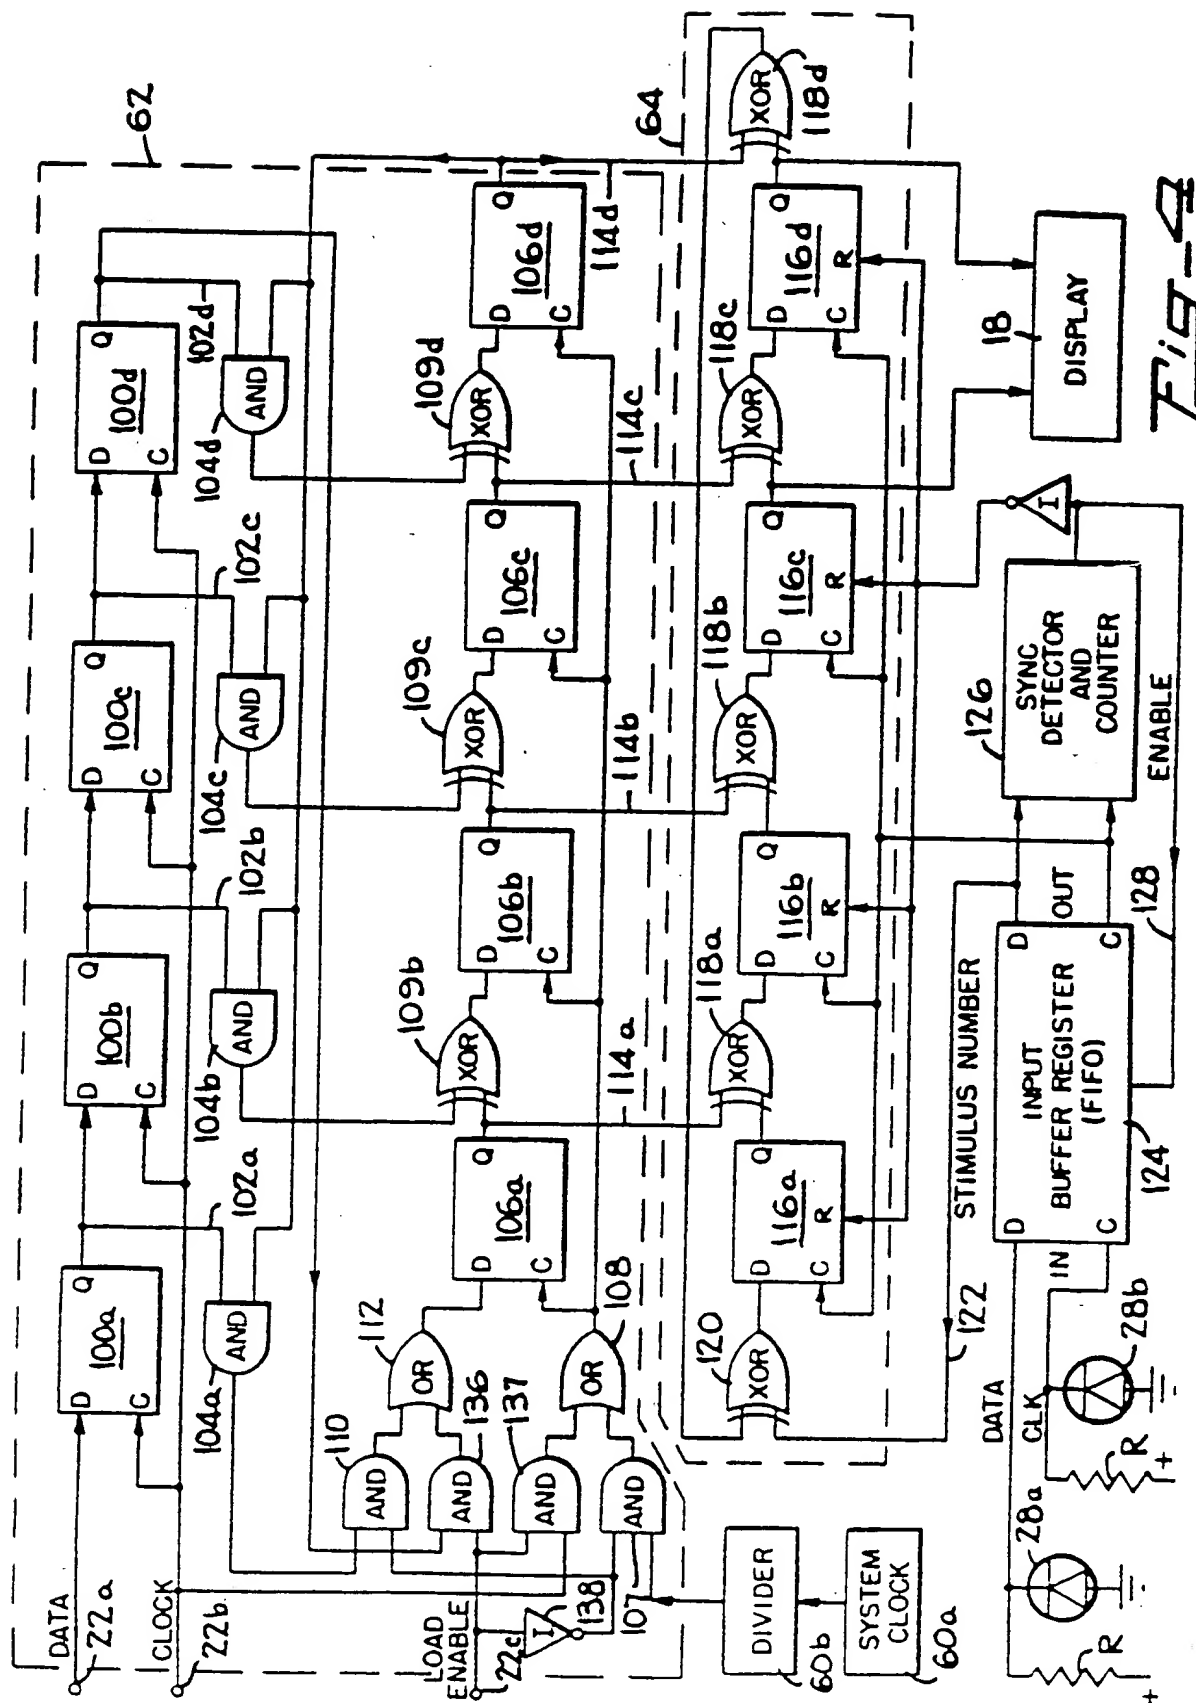 62
DATA
22a
CLOCK
22b
LOAD ENABLE
22c
D
Q
100a
C
102a
D
Q
100b
C
102b
D
Q
100c
C
102c
D
Q
100d
C
102d
104a
AND
104b
AND
104c
AND
104d
AND
110
AND
AND
136
137
AND
AND
107
I
138
112
OR
OR
108
D
Q
106a
C
109b
XOR
D
Q
106b
C
109c
XOR
D
Q
106c
C
109d
XOR
D
Q
106d
C
114a
114b
114c
114d
64
120
XOR
D
Q
116a
C
R
118a
XOR
D
Q
116b
C
R
118b
XOR
D
Q
116c
C
R
118c
XOR
D
Q
116d
C
R
XOR
118d
DIVIDER
60b
SYSTEM CLOCK
60a
122
STIMULUS NUMBER
DATA
CLK
28a
R
+
28b
R
+
IN
D
C
INPUT
BUFFER REGISTER
(FIFO)
D
OUT
C
124
128
ENABLE
126
SYNC
DETECTOR
AND
COUNTER
I
18
DISPLAY
Fig_4